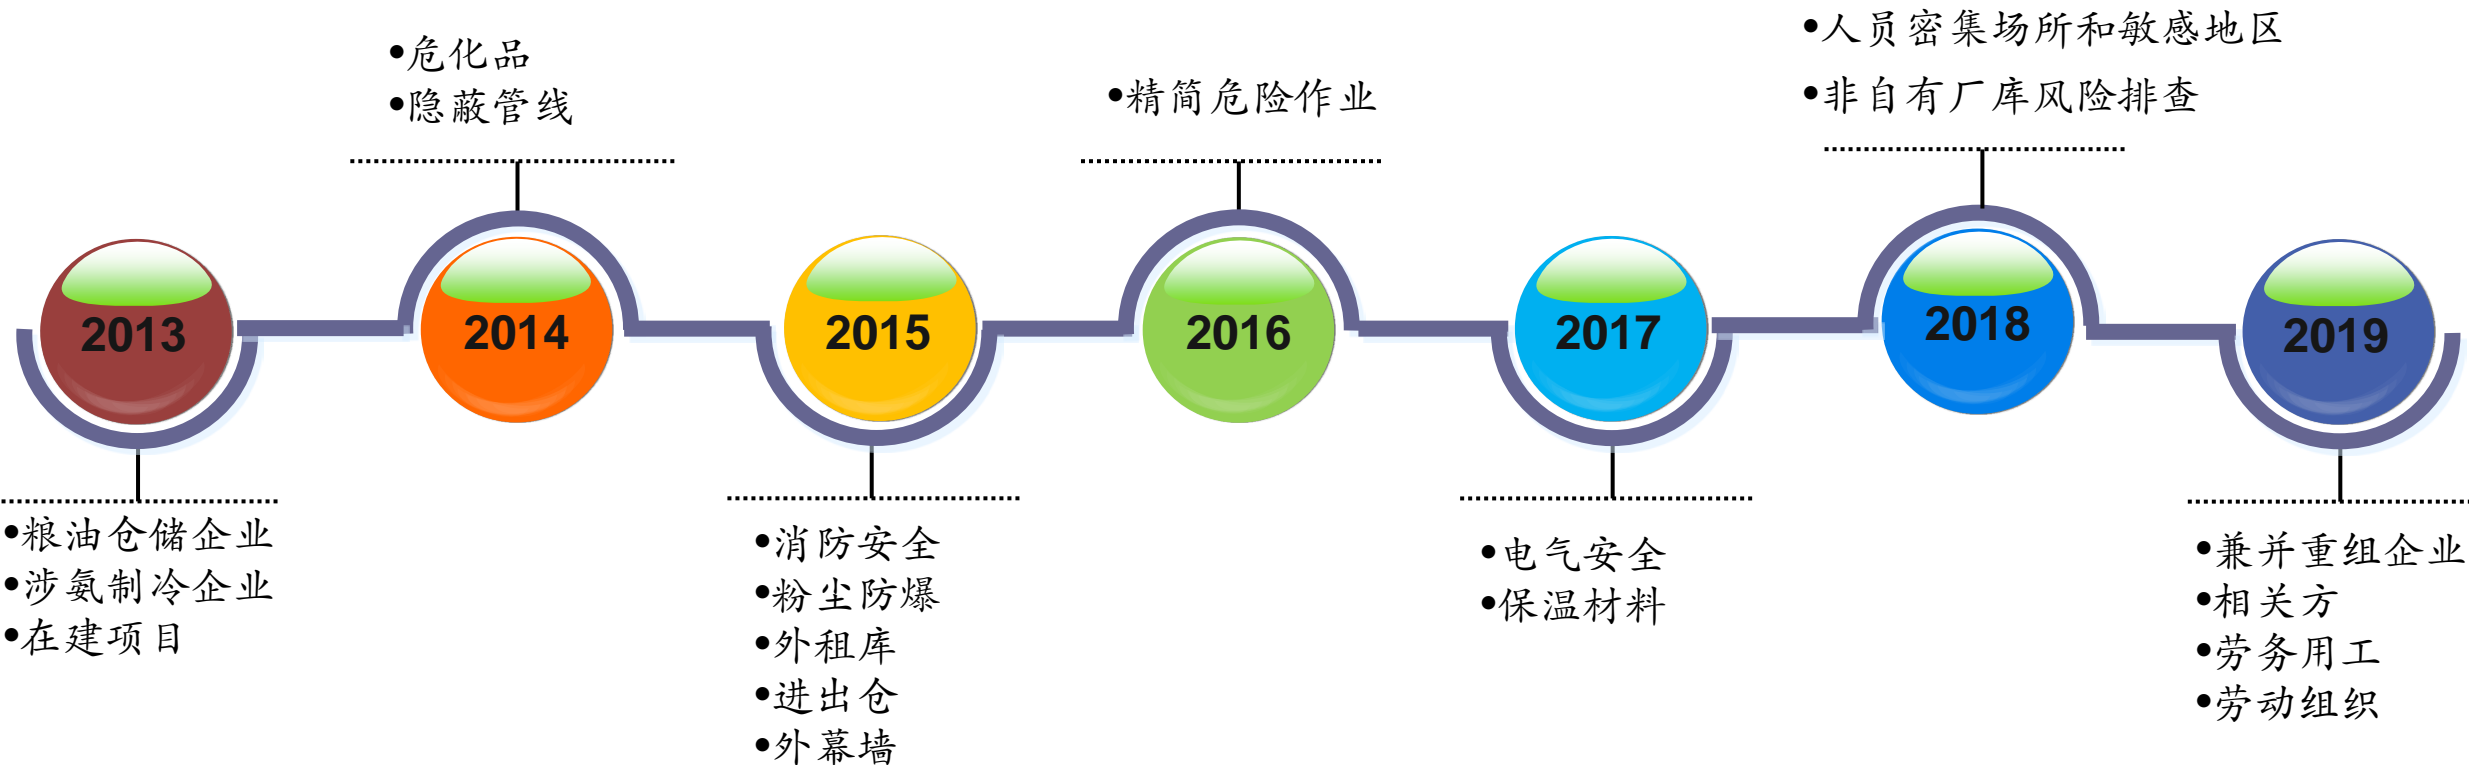 2013
•粮油仓储企业
•涉氨制冷企业
•在建项目
•危化品
•隐蔽管线
2014
2015
•消防安全
•粉尘防爆
•外租库
•进出仓
•外幕墙
•精简危险作业
2016
2017
•电气安全
•保温材料
•人员密集场所和敏感地区
•非自有厂库风险排查
2018
2019
•兼并重组企业
•相关方
•劳务用工
•劳动组织